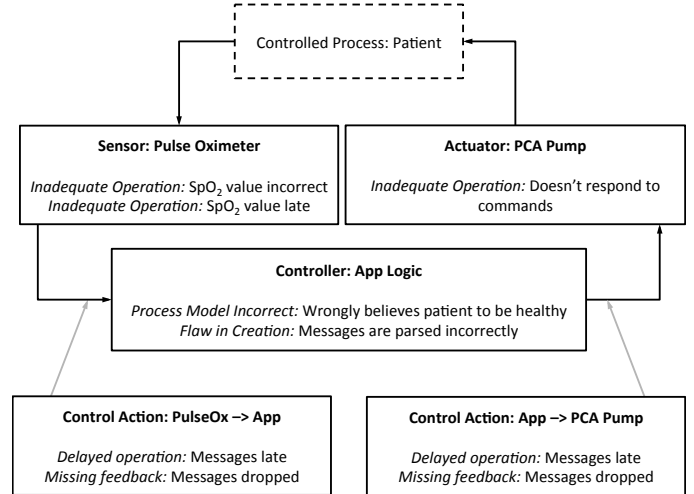 Controlled Process: Patient
Sensor: Pulse Oximeter
Inadequate Operation: SpO₂ value incorrect
Inadequate Operation: SpO₂ value late
Actuator: PCA Pump
Inadequate Operation: Doesn't respond to
commands
Controller: App Logic
Process Model Incorrect: Wrongly believes patient to be healthy
Flaw in Creation: Messages are parsed incorrectly
Control Action: PulseOx –> App
Delayed operation: Messages late
Missing feedback: Messages dropped
Control Action: App –> PCA Pump
Delayed operation: Messages late
Missing feedback: Messages dropped